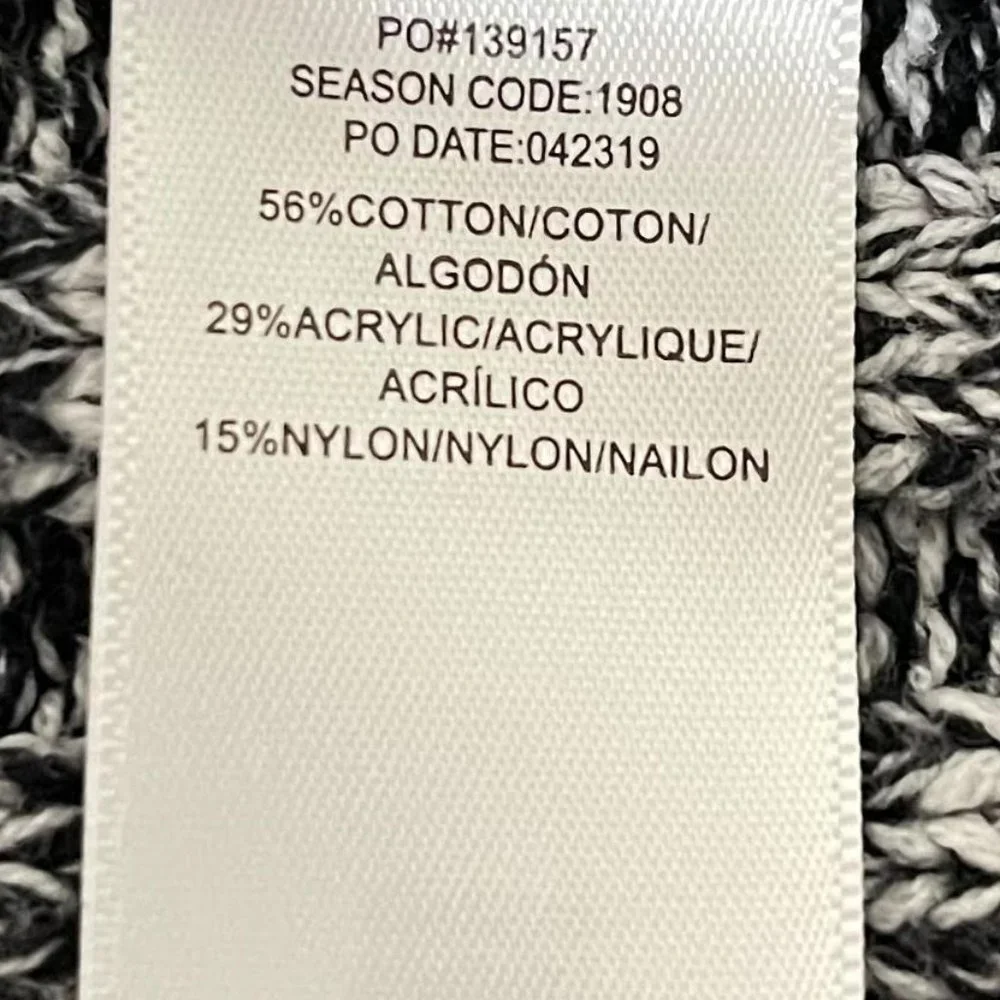 PO#139157
SEASON CODE:1908
PO DATE:042319
56%COTTON/COTON/
ALGODÓN
29%ACRYLIC/ACRYLIQUE/
ACRÍLICO
15%NYLON/NYLON/NAILON